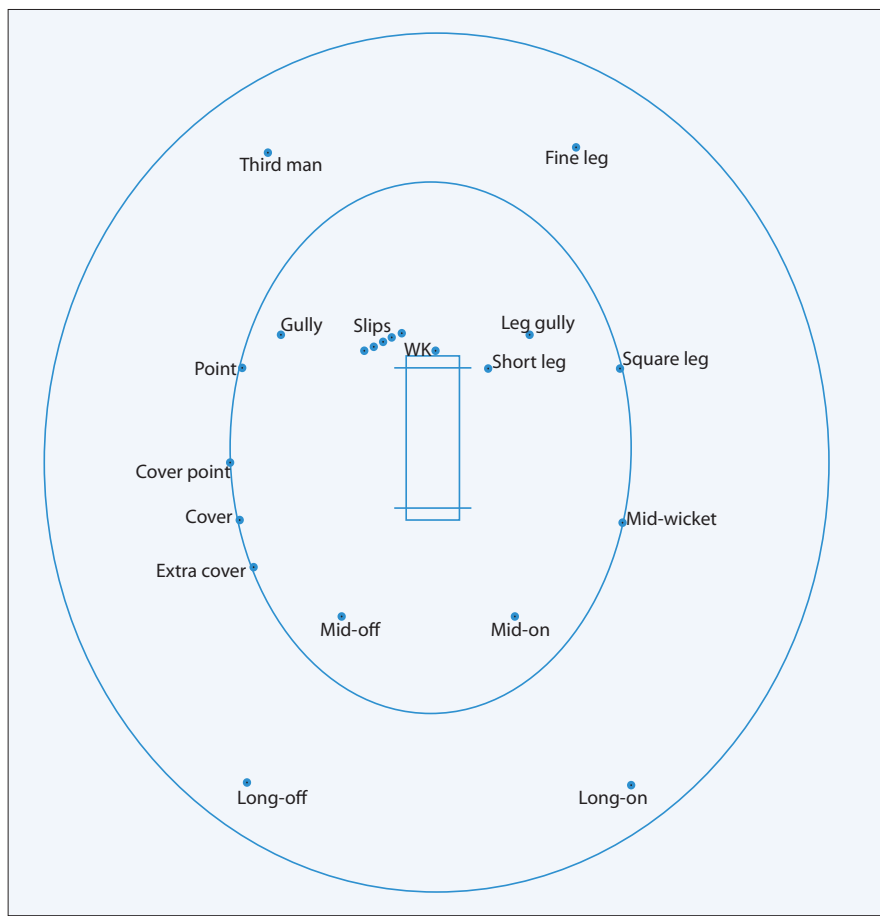 Third man
Fine leg
Gully
Slips
Leg gully
WK
Short leg
Square leg
Point
Cover point
Cover
Mid-wicket
Extra cover
Mid-off
Mid-on
Long-off
Long-on